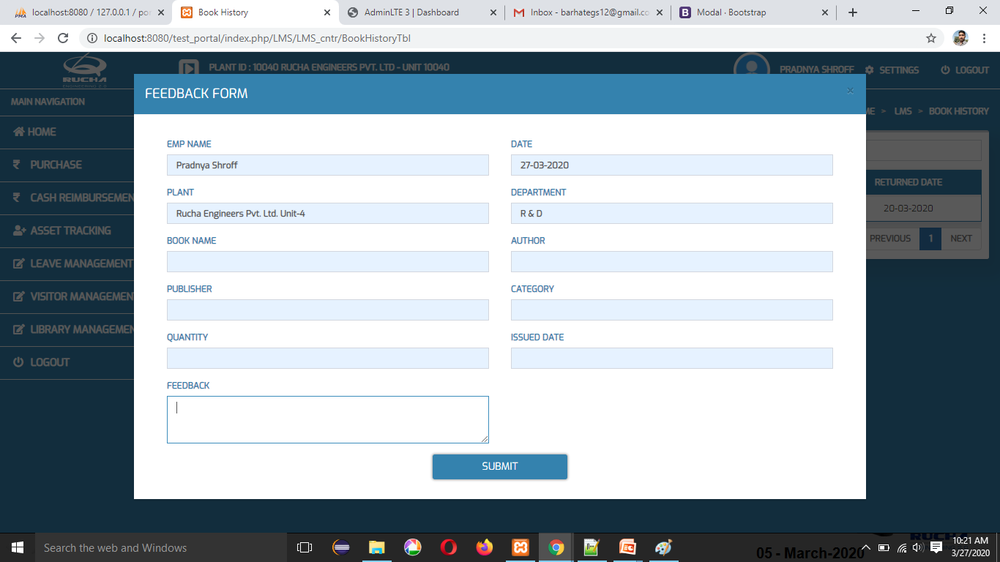 localhost:8080 / 127.0.0.1 / por
Book History
AdminLTE 3 | Dashboard
Inbox - barhategs12@gmail.co
Modal · Bootstrap
localhost:8080/test_portal/index.php/LMS/LMS_cntr/BookHistoryTbl
RUCHA
PLANT ID : 10040 RUCHA ENGINEERS PVT. LTD - UNIT 10040
PRADNYA SHROFF
SETTINGS
LOGOUT
MAIN NAVIGATION
HOME
PURCHASE
CASH REIMBURSEMEN
ASSET TRACKING
LEAVE MANAGEMENT
VISITOR MANAGEMEN
LIBRARY MANAGEMEN
LOGOUT
ME > LMS > BOOK HISTORY
RETURNED DATE
20-03-2020
PREVIOUS 1 NEXT
FEEDBACK FORM
x
EMP NAME
Pradnya Shroff
DATE
27-03-2020
PLANT
Rucha Engineers Pvt. Ltd. Unit-4
DEPARTMENT
R & D
BOOK NAME
AUTHOR
PUBLISHER
CATEGORY
QUANTITY
ISSUED DATE
FEEDBACK
SUBMIT
05 - March-2020
RUCHA
Search the web and Windows
10:21 AM
3/27/2020